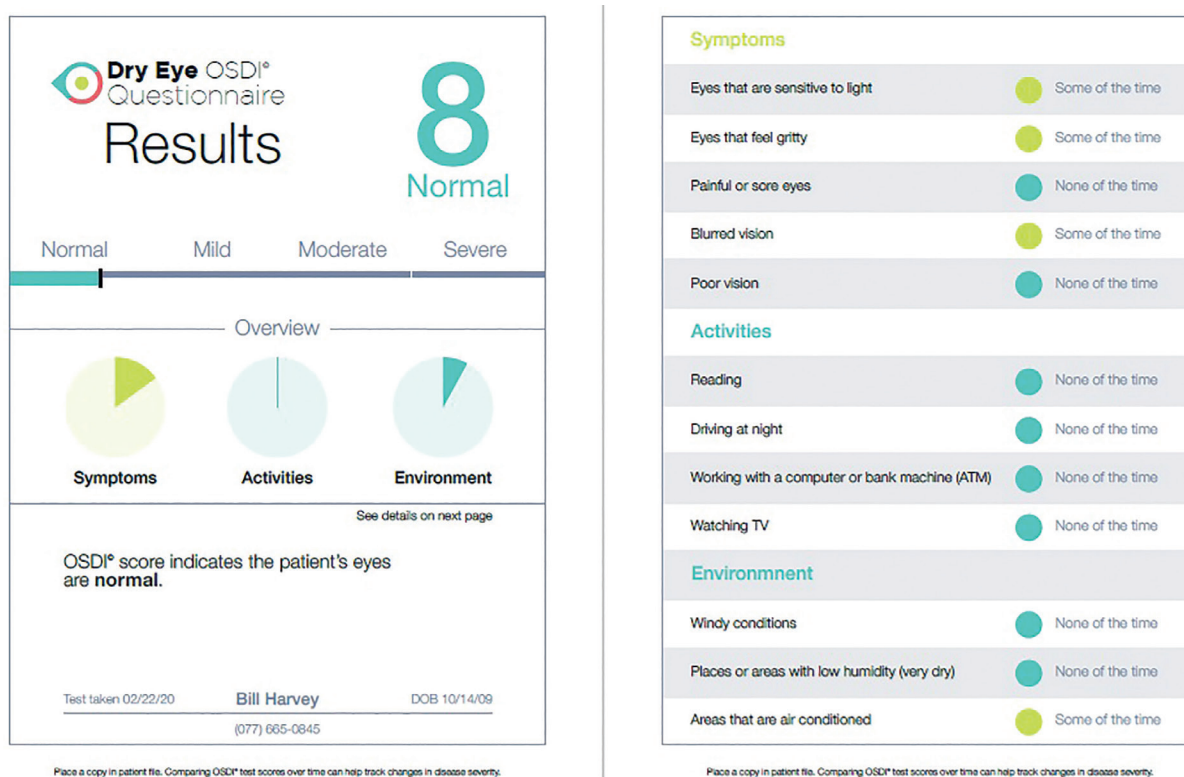 Dry Eye OSDI®
Questionnaire
Results
8
Normal
Normal Mild Moderate Severe
Overview
Symptoms Activities Environment
See details on next page
OSDI® score indicates the patient's eyes
are normal.
Test taken 02/22/20 Bill Harvey DOB 10/14/09
(077) 665-0845
Place a copy in patient file. Comparing OSDI® test scores over time can help track changes in disease severity.
Symptoms
Eyes that are sensitive to light Some of the time
Eyes that feel gritty Some of the time
Painful or sore eyes None of the time
Blurred vision Some of the time
Poor vision None of the time
Activities
Reading None of the time
Driving at night None of the time
Working with a computer or bank machine (ATM) None of the time
Watching TV None of the time
Environmnent
Windy conditions None of the time
Places or areas with low humidity (very dry) None of the time
Areas that are air conditioned Some of the time
Place a copy in patient file. Comparing OSDI® test scores over time can help track changes in disease severity.